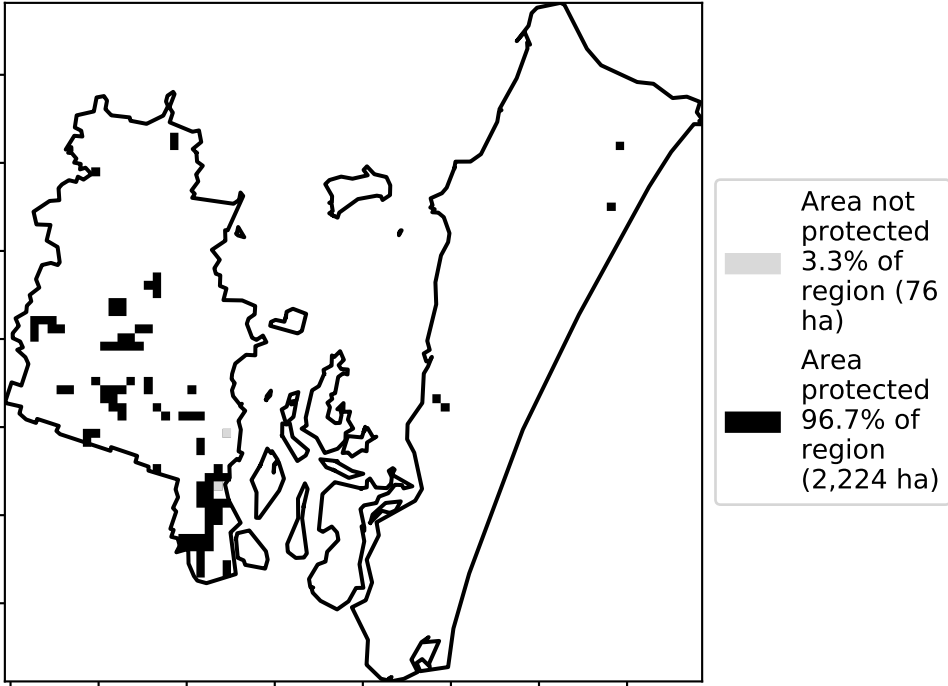 Area not
protected
3.3% of
region (76
ha)
Area
protected
96.7% of
region
(2,224 ha)